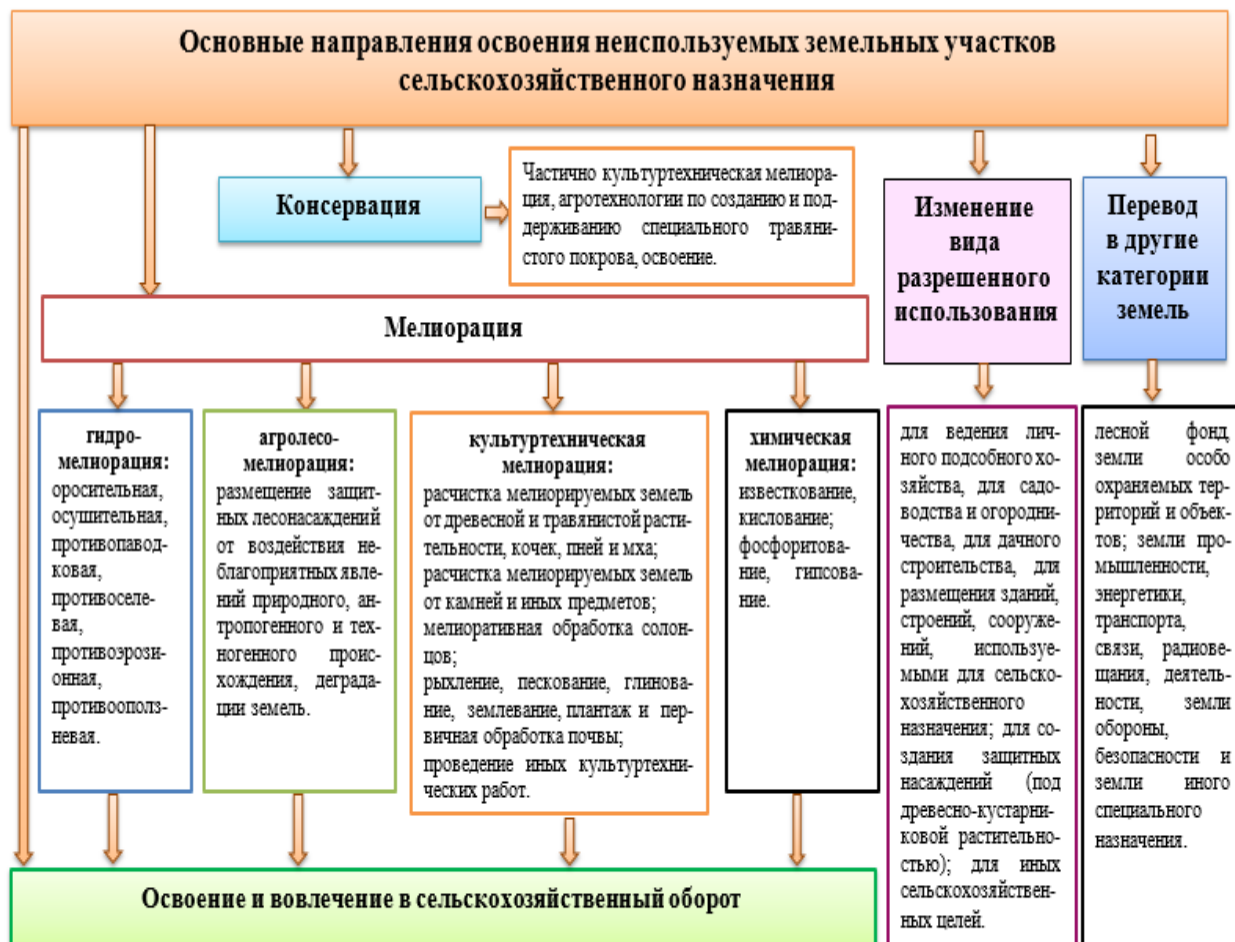 Основные направления освоения неиспользуемых земельных участков
сельскохозяйственного назначения
Консервация
Частично культуртехническая мелиора-
ция, агротехнологии по созданию и под-
держиванию специального травяни-
стого покрова, освоение.
Изменение
вида
разрешенного
использования
Перевод
в другие
категории
земель
Мелиорация
гидро-
мелиорация:
оросительная,
осушительная,
противопавод-
ковая,
противоселе-
вая,
противоэрози-
онная,
противоополз-
невая.
агролесо-
мелиорация:
размещение защит-
ных лесонасаждений
от воздействия не-
благоприятных явле-
ний природного, ан-
тропогенного и тех-
ногенного проис-
хождения, деграда-
ции земель.
культуртехническая
мелиорация:
расчистка мелиорируемых земель
от древесной и травянистой расти-
тельности, кочек, пней и мха;
расчистка мелиорируемых земель
от камней и иных предметов;
мелиоративная обработка солон-
цов;
рыхление, пескование, глинова-
ние, землевание, плантаж и пер-
вичная обработка почвы;
проведение иных культуртехни-
ческих работ.
химическая
мелиорация:
известкование,
кислование;
фосфоритова-
ние, гипсова-
ние.
для ведения лич-
ного подсобного хо-
зяйства, для садо-
водства и огородни-
чества, для дачного
строительства, для
размещения зданий,
строений, сооруже-
ний, используе-
мыми для сельско-
хозяйственного
назначения; для со-
здания защитных
насаждений (под
древесно-кустарни-
ковой растительно-
стью); для иных
сельскохозяйствен-
ных целей.
лесной фонд,
земли особо
охраняемых тер-
риторий и объек-
тов; земли про-
мышленности,
энергетики,
транспорта,
связи, радиове-
щания, деятель-
ности, земли
обороны,
безопасности и
земли иного
специального
назначения.
Освоение и вовлечение в сельскохозяйственный оборот